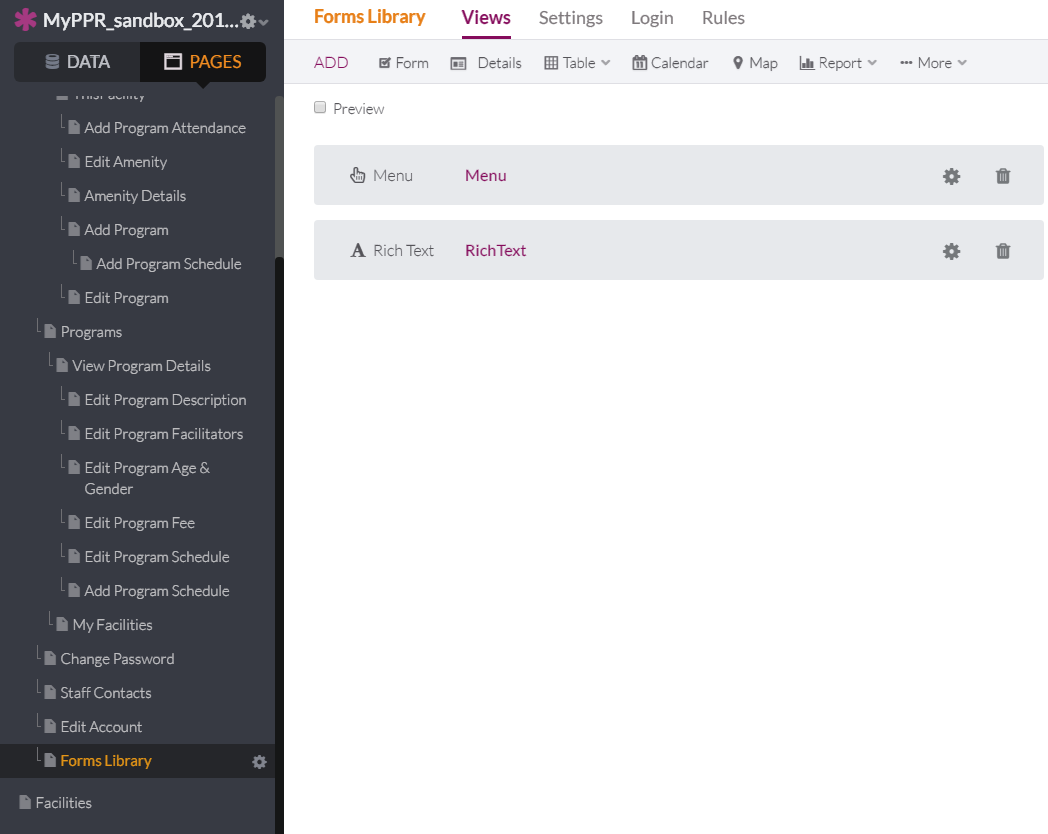 MyPPR_sandbox_201...
DATA
PAGES
ThisFacility
Add Program Attendance
Edit Amenity
Amenity Details
Add Program
Add Program Schedule
Edit Program
Programs
View Program Details
Edit Program Description
Edit Program Facilitators
Edit Program Age &
Gender
Edit Program Fee
Edit Program Schedule
Add Program Schedule
My Facilities
Change Password
Staff Contacts
Edit Account
Forms Library
Facilities
Forms Library Views Settings Login Rules
ADD Form Details Table Calendar Map Report More
Preview
Menu Menu
Rich Text RichText